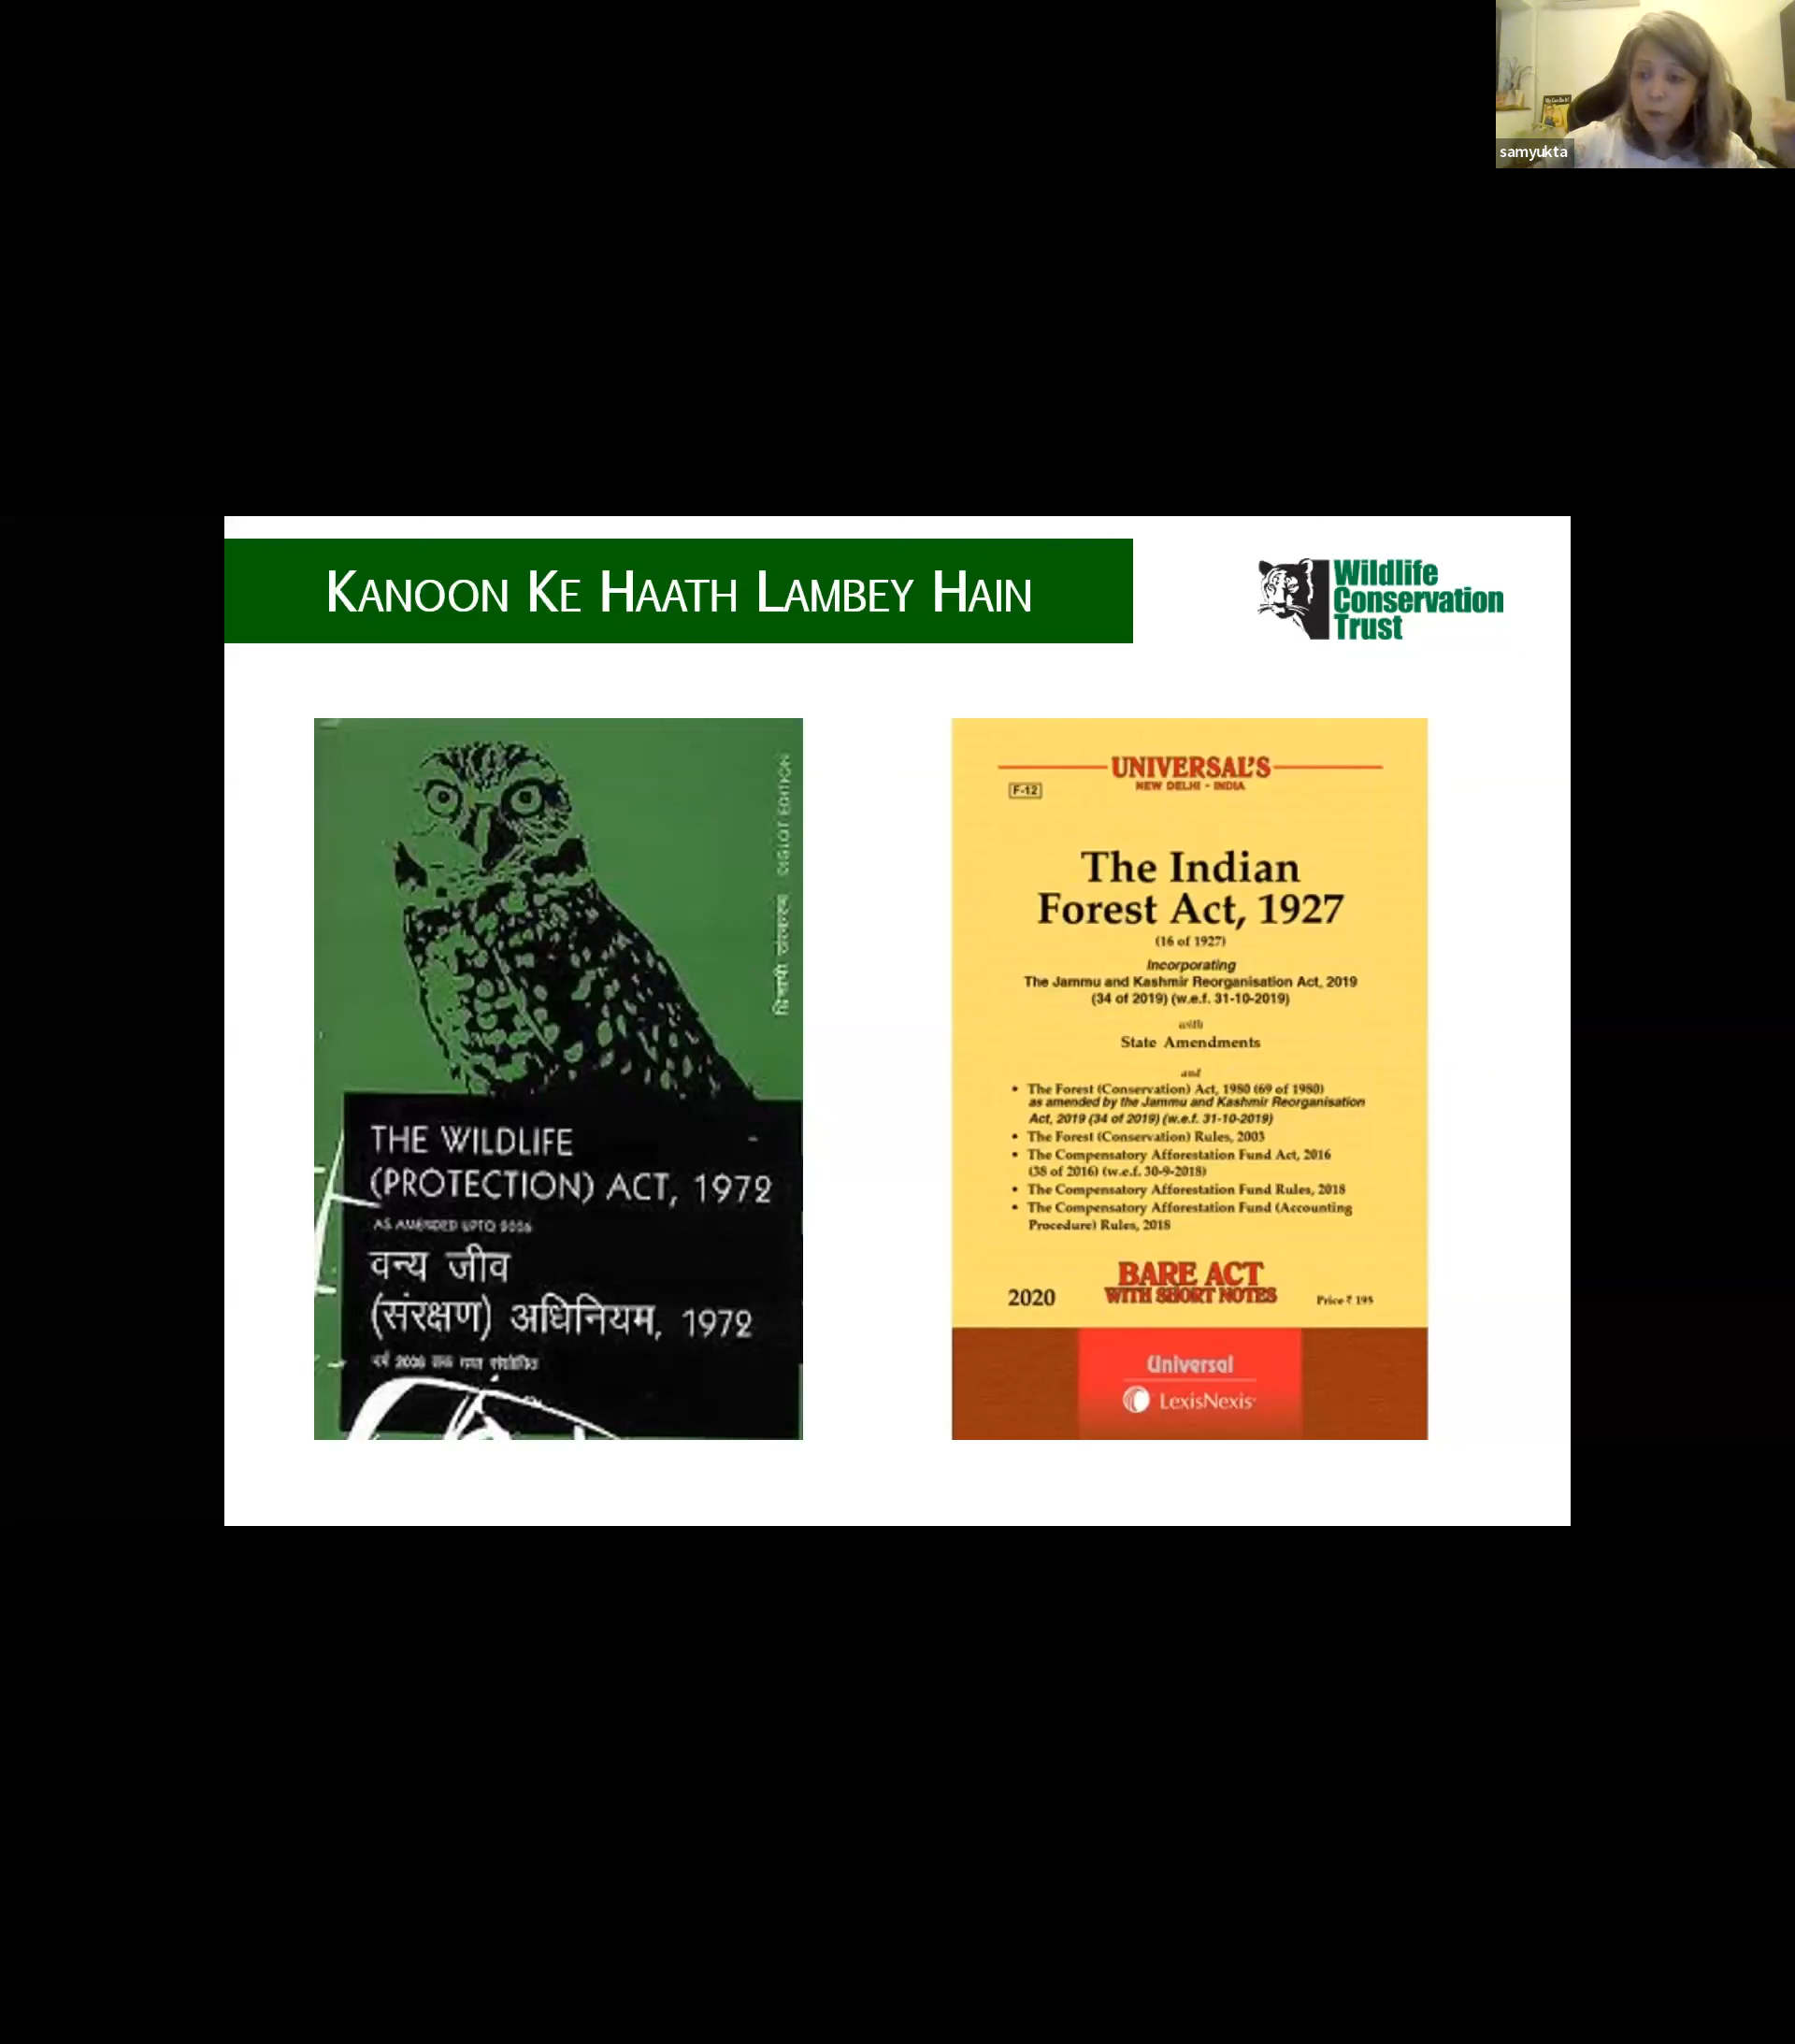 samyukta
KANOON KE HAATH LAMBEY HAIN
Wildlife
Conservation
Trust
DIGLOT EDITION
THE WILDLIFE
(PROTECTION) ACT, 1972
AS AMENDED UPTO 2006
वन्य जीव
(संरक्षण) अधिनियम, 1972
UNIVERSAL'S
NEW DELHI - INDIA
F-12
The Indian
Forest Act, 1927
(16 of 1927)
Incorporating
The Jammu and Kashmir Reorganisation Act, 2019
(34 of 2019) (w.e.f. 31-10-2019)
with
State Amendments
and
• The Forest (Conservation) Act, 1980 (69 of 1980)
as amended by the Jammu and Kashmir Reorganisation
Act, 2019 (34 of 2019) (w.e.f. 31-10-2019)
• The Forest (Conservation) Rules, 2003
• The Compensatory Afforestation Fund Act, 2016
(38 of 2016) (w.e.f. 30-9-2018)
• The Compensatory Afforestation Fund Rules, 2018
• The Compensatory Afforestation Fund (Accounting
Procedure) Rules, 2018
BARE ACT
WITH SHORT NOTES
2020
Price ₹ 195
Universal
LexisNexis